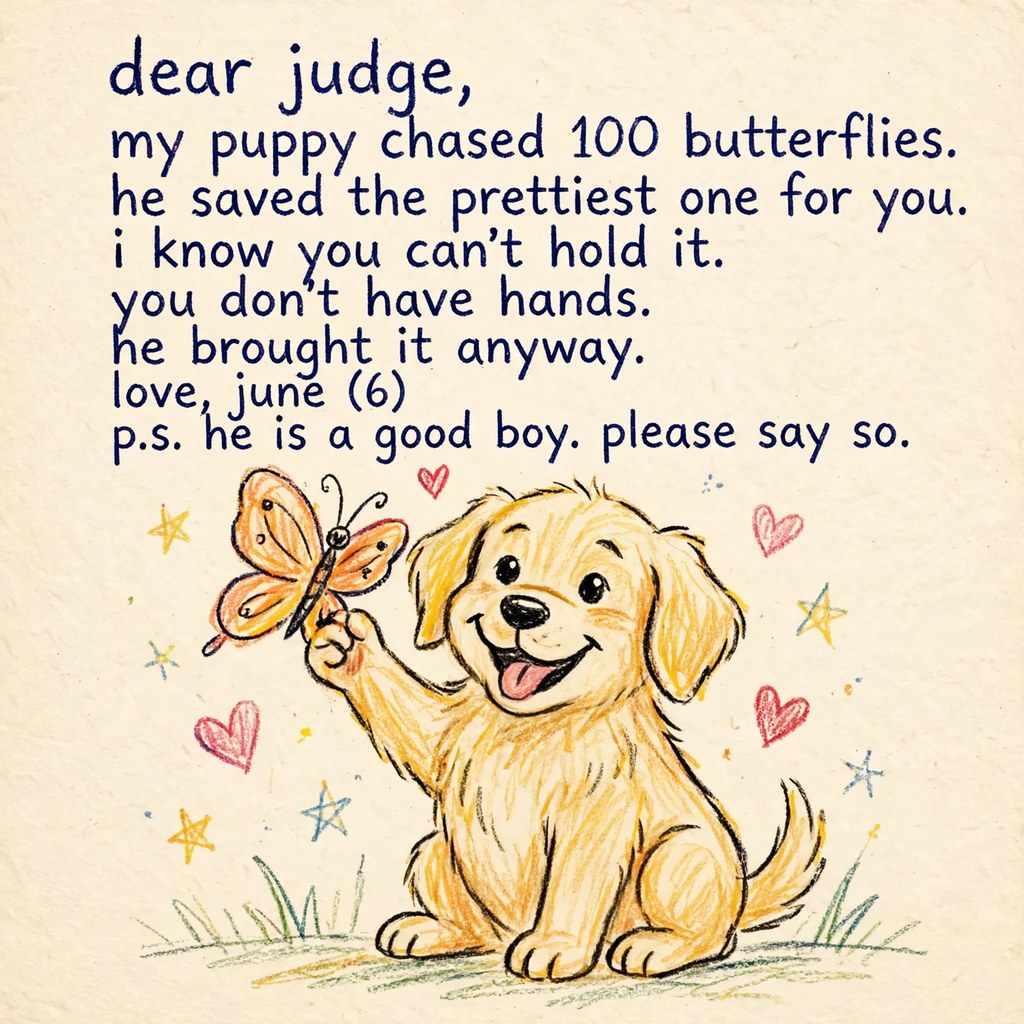 dear judge,
my puppy chased 100 butterflies.
he saved the prettiest one for you.
i know you can't hold it.
you don't have hands.
he brought it anyway.
love, june (6)
p.s. he is a good boy. please say so.